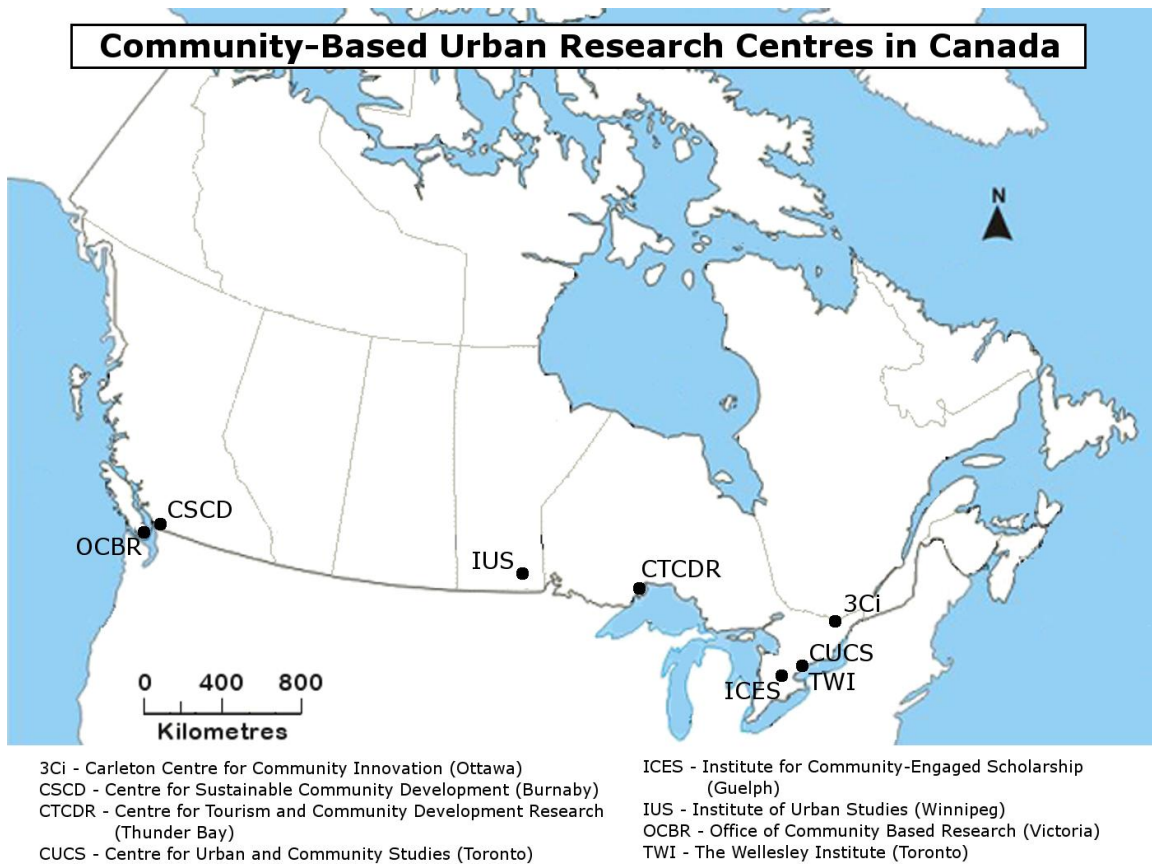 Community-Based Urban Research Centres in Canada
N
CSCD
OCBR
IUS
CTCDR
3Ci
CUCS
ICES TWI
0 400 800
Kilometres
3Ci - Carleton Centre for Community Innovation (Ottawa)
CSCD - Centre for Sustainable Community Development (Burnaby)
CTCDR - Centre for Tourism and Community Development Research
(Thunder Bay)
CUCS - Centre for Urban and Community Studies (Toronto)
ICES - Institute for Community-Engaged Scholarship
(Guelph)
IUS - Institute of Urban Studies (Winnipeg)
OCBR - Office of Community Based Research (Victoria)
TWI - The Wellesley Institute (Toronto)